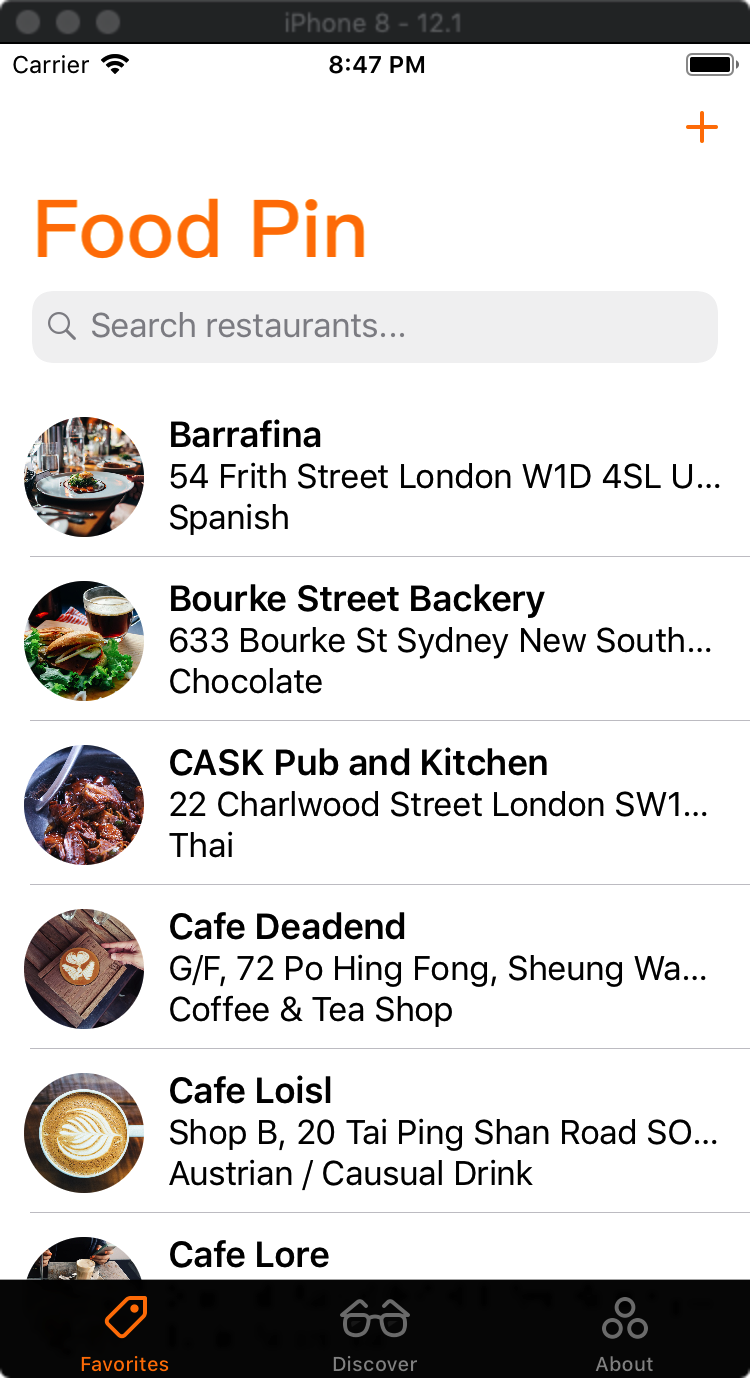 iPhone 8 - 12.1
Carrier 8:47 PM
Food Pin
Search restaurants...
Barrafina
54 Frith Street London W1D 4SL U...
Spanish
Bourke Street Backery
633 Bourke St Sydney New South...
Chocolate
CASK Pub and Kitchen
22 Charlwood Street London SW1...
Thai
Cafe Deadend
G/F, 72 Po Hing Fong, Sheung Wa...
Coffee & Tea Shop
Cafe Loisl
Shop B, 20 Tai Ping Shan Road SO...
Austrian / Causual Drink
Cafe Lore
Favorites Discover About